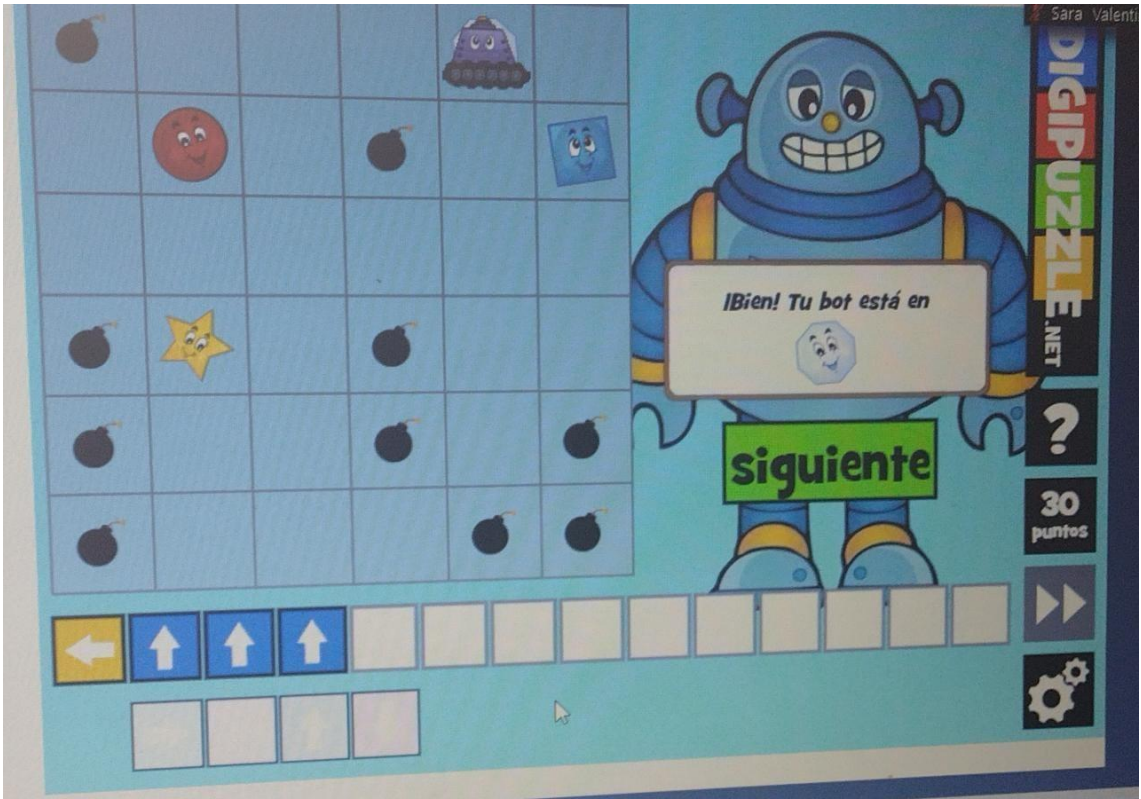 Sara Valenti
DIGIPUZZLE.NET
¡Bien! Tu bot está en
siguiente
?
30
puntos